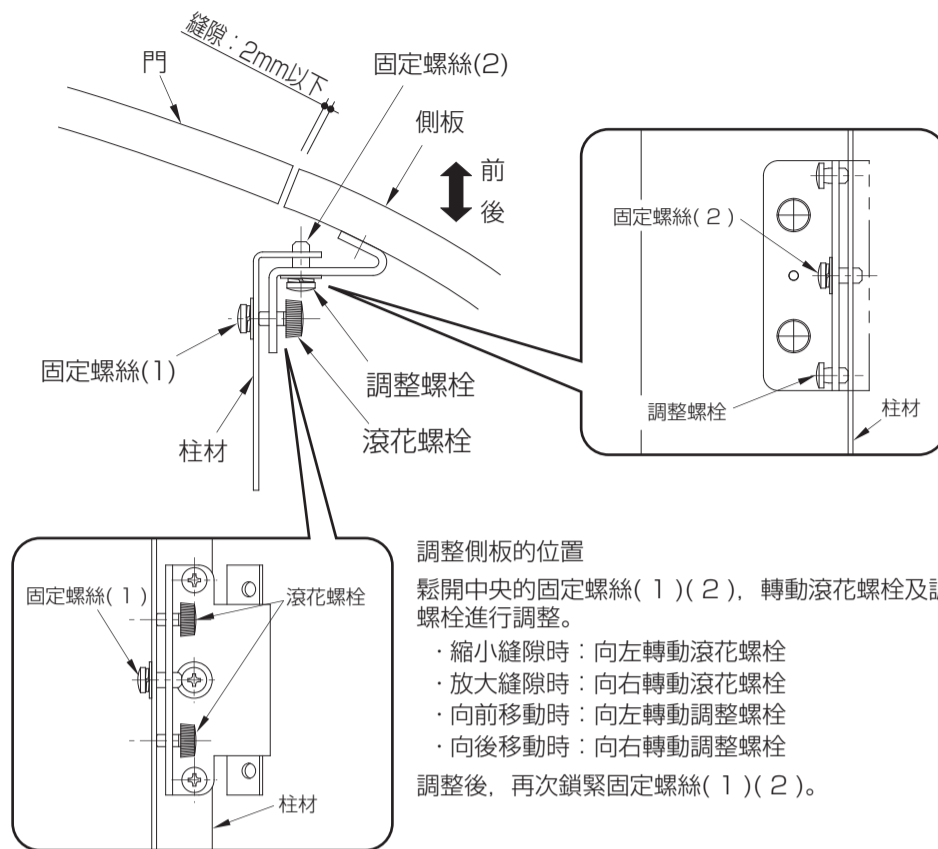 縫隙：2mm以下
門
固定螺絲(2)
側板
前
後
固定螺絲(1)
柱材
調整螺栓
滾花螺栓
固定螺絲( 2 )
調整螺栓
柱材
固定螺絲( 1 )
滾花螺栓
柱材
調整側板的位置
鬆開中央的固定螺絲( 1 )( 2 )，轉動滾花螺栓及
螺栓進行調整。
・縮小縫隙時：向左轉動滾花螺栓
・放大縫隙時：向右轉動滾花螺栓
・向前移動時：向左轉動調整螺栓
・向後移動時：向右轉動調整螺栓
調整後，再次鎖緊固定螺絲( 1 )( 2 )。